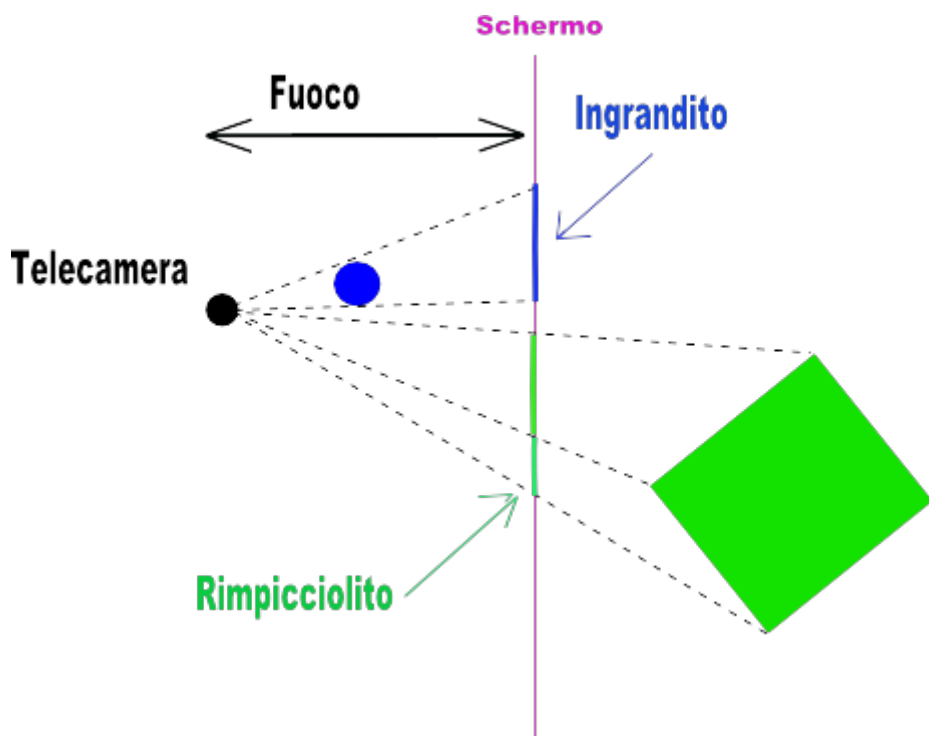 Schermo
Fuoco
Ingrandito
Telecamera
Rimpicciolito